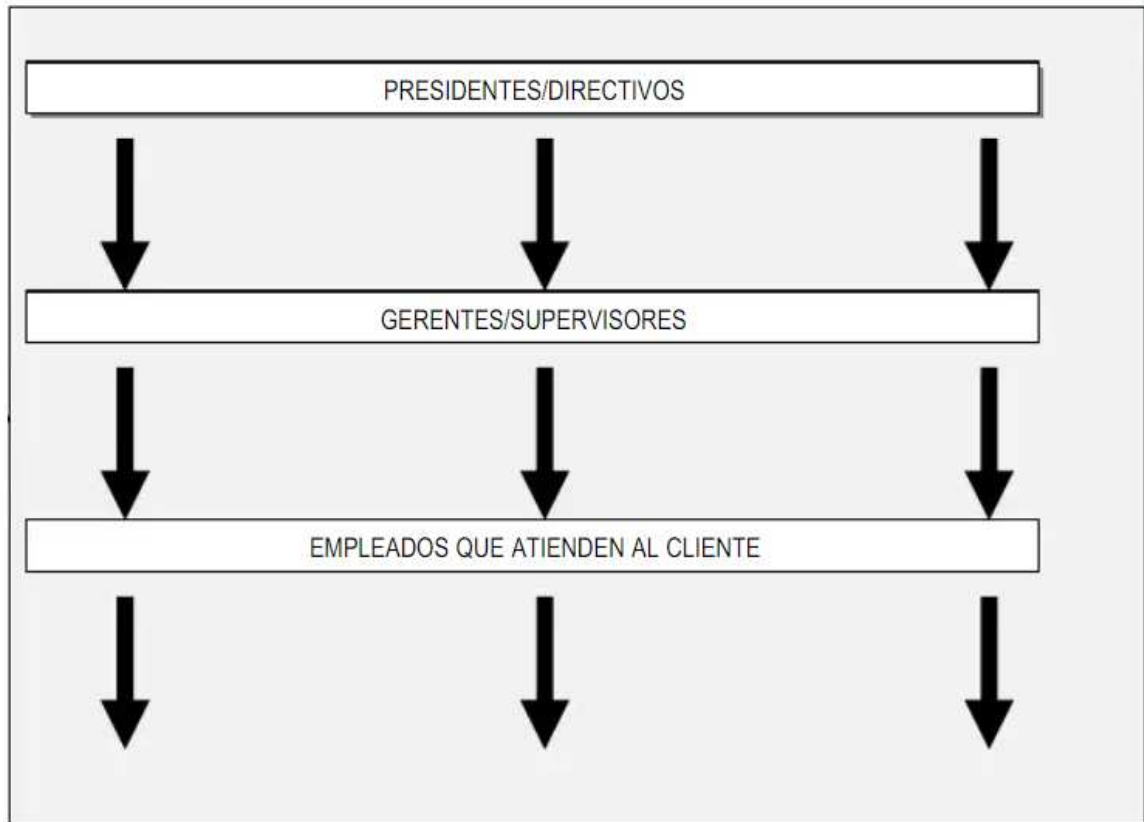 PRESIDENTES/DIRECTIVOS
GERENTES/SUPERVISORES
EMPLEADOS QUE ATIENDEN AL CLIENTE